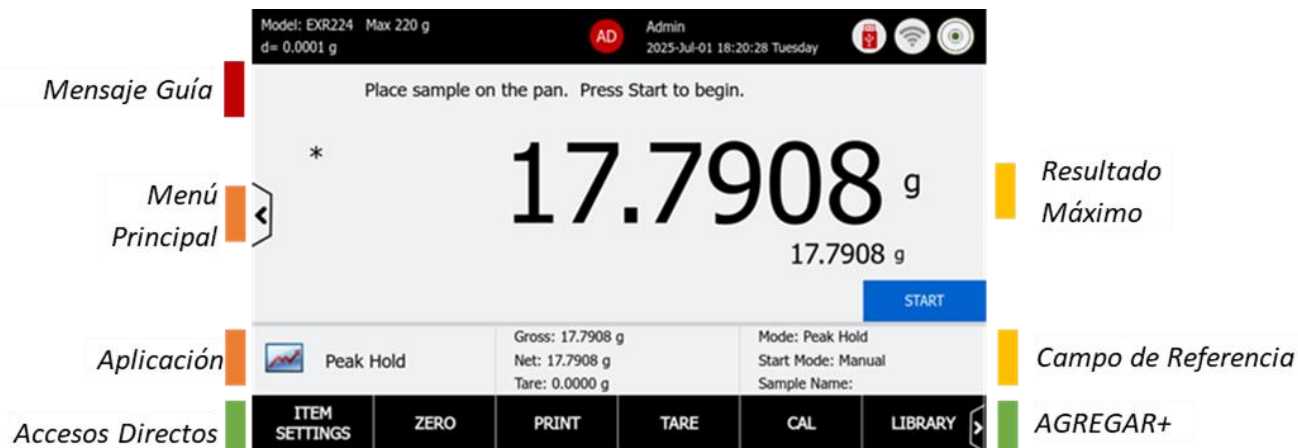 Model: EXR224 Max 220 g
d= 0.0001 g
AD
Admin
2025-Jul-01 18:20:28 Tuesday
Mensaje Guía
Place sample on the pan. Press Start to begin.
*
17.7908 g
Menú
Principal
Resultado
Máximo
17.7908 g
START
Aplicación
Peak Hold
Gross: 17.7908 g
Net: 17.7908 g
Tare: 0.0000 g
Mode: Peak Hold
Start Mode: Manual
Sample Name:
Campo de Referencia
Accesos Directos
ITEM
SETTINGS
ZERO
PRINT
TARE
CAL
LIBRARY
AGREGAR+